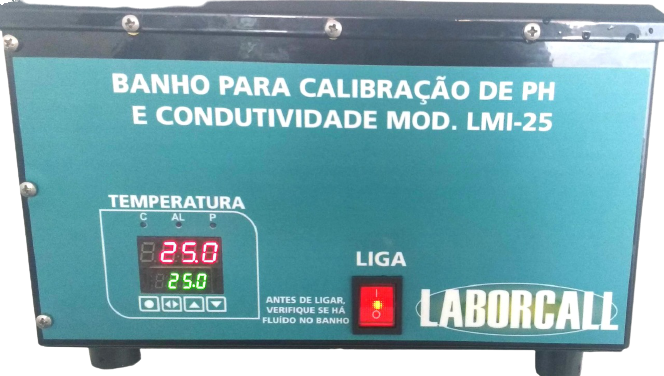 BANHO PARA CALIBRAÇÃO DE PH
E CONDUTIVIDADE MOD. LMI-25
TEMPERATURA
C AL P
25.0
25.0
LIGA
I
O
ANTES DE LIGAR,
VERIFIQUE SE HÁ
FLUÍDO NO BANHO
LABORCALL